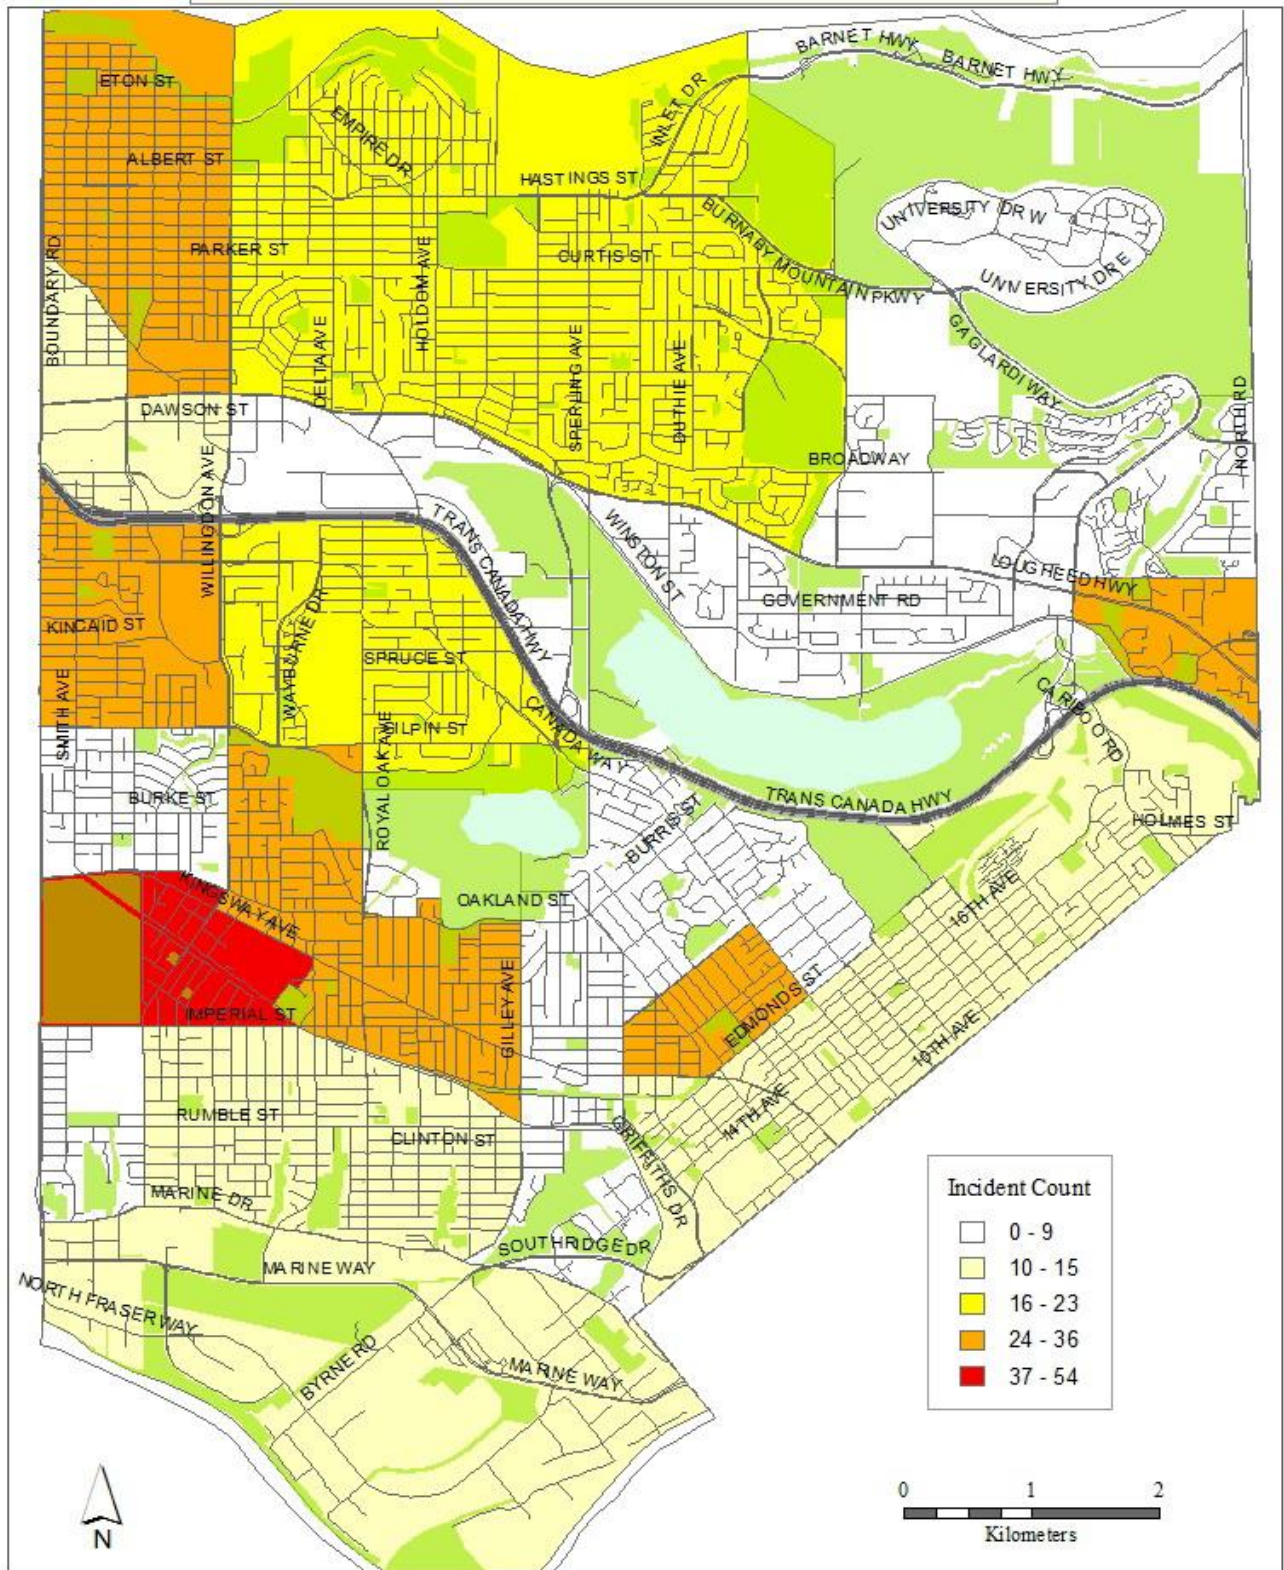 BARNET HWY
BARNET HWY
ETON ST
INLET DR
EMPIRE DR
ALBERT ST
HASTINGS ST
UNIVERSITY DR W
BURNABY MOUNTAIN PKWY
PARKER ST
CURTIS ST
UNIVERSITY DR E
BOUNDARY RD
HOLDOM AVE
DELTA AVE
SPERLING AVE
DUTHIE AVE
GAGLARDI WAY
DAWSON ST
NORTH RD
BROADWAY
WILLINGDON AVE
TRANS CANADA HWY
WINSTON ST
LOUGHEED HWY
GOVERNMENT RD
KINCAID ST
WAYBURNE DR
SPRUCE ST
SMITH AVE
CANADA WAY
CARIBOO RD
GILPIN ST
ROYAL OAK AVE
BURKE ST
TRANS CANADA HWY
BURRIS ST
HOLMES ST
KINGSWAY AVE
OAKLAND ST
16TH AVE
IMPERIAL ST
GILLEY AVE
EDMONDS ST
10TH AVE
RUMBLE ST
14TH AVE
CLINTON ST
GRIFFITHS DR
MARINE DR
SOUTHRIDGE DR
MARINE WAY
NORTH FRASER WAY
BYRNE RD
MARINE WAY
Incident Count
0 - 9
10 - 15
16 - 23
24 - 36
37 - 54
N
0 1 2
Kilometers